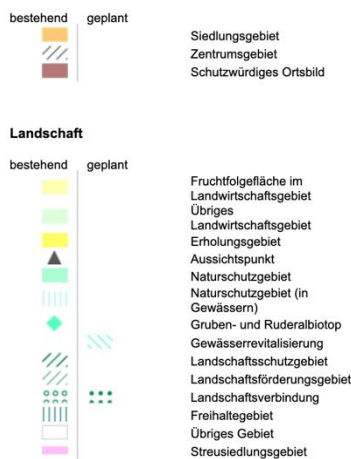 bestehend geplant
Siedlungsgebiet
Zentrumsgebiet
Schutzwürdiges Ortsbild
Landschaft
bestehend geplant
Fruchtfolgefläche im
Landwirtschaftsgebiet
Übriges
Landwirtschaftsgebiet
Erholungsgebiet
Aussichtspunkt
Naturschutzgebiet
Naturschutzgebiet (in
Gewässern)
Gruben- und Ruderalbiotop
Gewässerrevitalisierung
Landschaftsschutzgebiet
Landschaftsförderungsgebiet
Landschaftsverbindung
Freihaltegebiet
Übriges Gebiet
Streusiedlungsgebiet